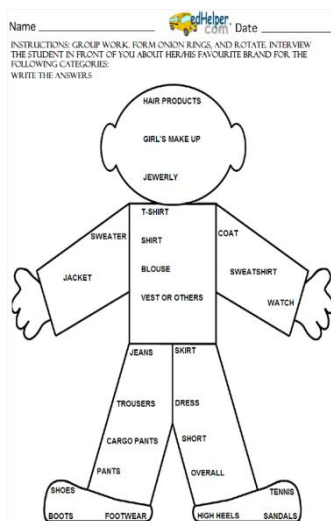 Name
edHelper.com
Date
INSTRUCTIONS: GROUP WORK. FORM ONION RINGS, AND ROTATE. INTERVIEW
THE STUDENT IN FRONT OF YOU ABOUT HER/HIS FAVOURITE BRAND FOR THE
FOLLOWING CATEGORIES:
WRITE THE ANSWERS
HAIR PRODUCTS
GIRL'S MAKE UP
JEWERLY
T-SHIRT
SHIRT
BLOUSE
VEST OR OTHERS
SWEATER
JACKET
COAT
SWEATSHIRT
WATCH
JEANS
TROUSERS
CARGO PANTS
PANTS
SKIRT
DRESS
SHORT
OVERALL
SHOES
BOOTS FOOTWEAR
TENNIS
HIGH HEELS SANDALS